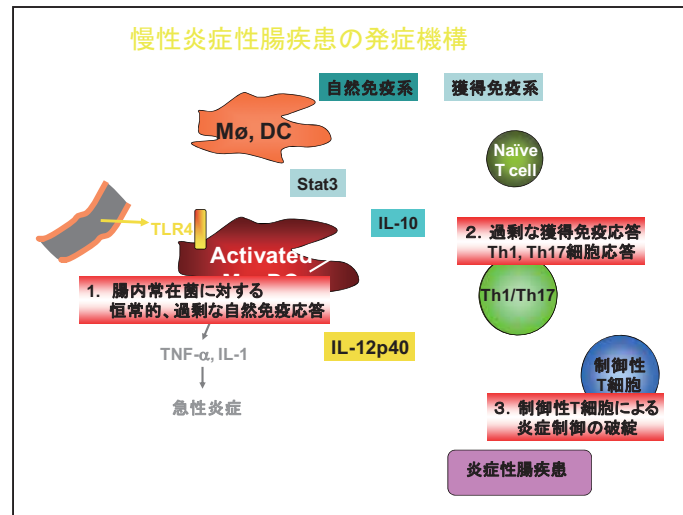 慢性炎症性腸疾患の発症機構
自然免疫系
獲得免疫系
Mø, DC
Naïve
T cell
Stat3
TLR4
IL-10
Activated
2. 過剰な獲得免疫応答
Th1, Th17細胞応答
1. 腸内常在菌に対する
恒常的、過剰な自然免疫応答
Th1/Th17
TNF-α, IL-1
IL-12p40
制御性
T細胞
急性炎症
3. 制御性T細胞による
炎症制御の破綻
炎症性腸疾患